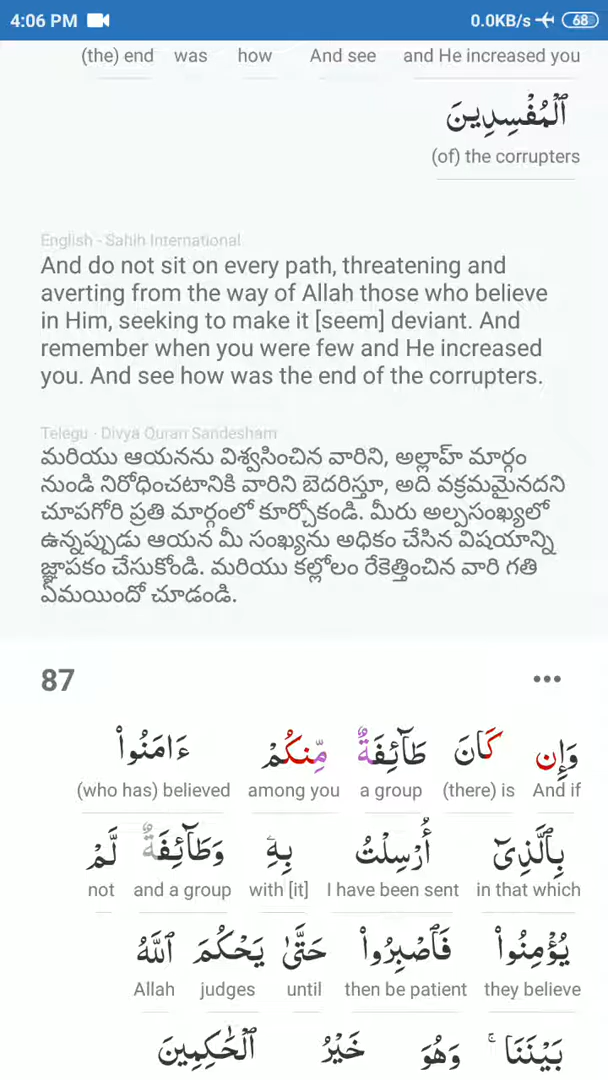 4:06 PM 0.0KB/s 68
(the) end was how And see and He increased you
ٱلْمُفْسِدِينَ
(of) the corrupters
English - Sahih International
And do not sit on every path, threatening and
averting from the way of Allah those who believe
in Him, seeking to make it [seem] deviant. And
remember when you were few and He increased
you. And see how was the end of the corrupters.
Telegu - Divya Quran Sandesham
మరియు ఆయనను విశ్వసించిన వారిని, అల్లాహ్ మార్గం
నుండి నిరోధించటానికి వారిని బెదరిస్తూ, అది వక్రమమైనదని
చూపగోరి ప్రతి మార్గంలో కూర్చోకండి. మీరు అల్పసంఖ్యలో
ఉన్నప్పుడు ఆయన మీ సంఖ్యను అధికం చేసిన విషయాన్ని
జ్ఞాపకం చేసుకోండి. మరియు కల్లోలం రేకెత్తించిన వారి గతి
ఏమయిందో చూడండి.
87 •••
وَإِن كَانَ طَآئِفَةٌ مِّنكُمْ ءَامَنُوا۟
(who has) believed among you a group (there) is And if
بِٱلَّذِىٓ أُرْسِلْتُ بِهِۦ وَطَآئِفَةٌ لَّمْ
not and a group with [it] I have been sent in that which
يُؤْمِنُوا۟ فَٱصْبِرُوا۟ حَتَّىٰ يَحْكُمَ ٱللَّهُ
Allah judges until then be patient they believe
بَيْنَنَا ۚ وَهُوَ خَيْرُ ٱلْحَٰكِمِينَ